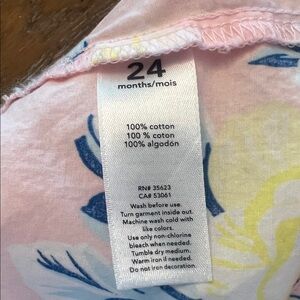 24
months/mois
100% cotton
100 % coton
100% algodón
RN# 35623
CA# 53061
Wash before use.
Turn garment inside out.
Machine wash cold with
like colors.
Use only non-chlorine
bleach when needed.
Tumble dry medium.
Warm iron if needed.
Do not iron decoration.